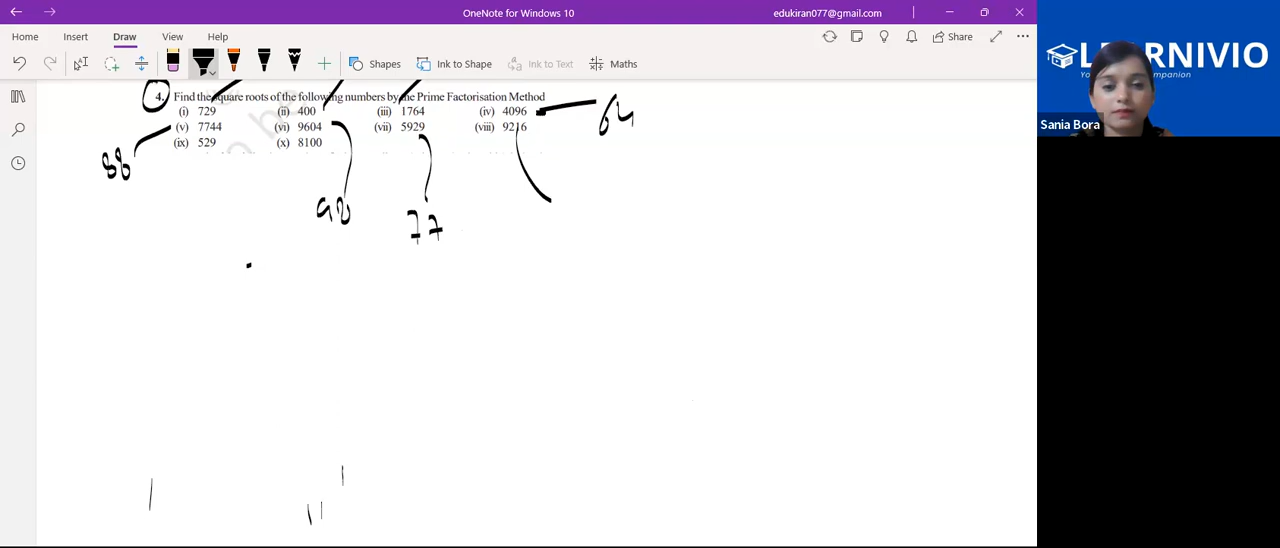 OneNote for Windows 10
edukiran077@gmail.com
Home Insert Draw View Help
Share
Shapes Ink to Shape Ink to Text Maths
LEARNIVIO
Sania Bora
4. Find the square roots of the following numbers by the Prime Factorisation Method
(i) 729 (ii) 400 (iii) 1764 (iv) 4096
(v) 7744 (vi) 9604 (vii) 5929 (viii) 9216
(ix) 529 (x) 8100
64
88
98
77